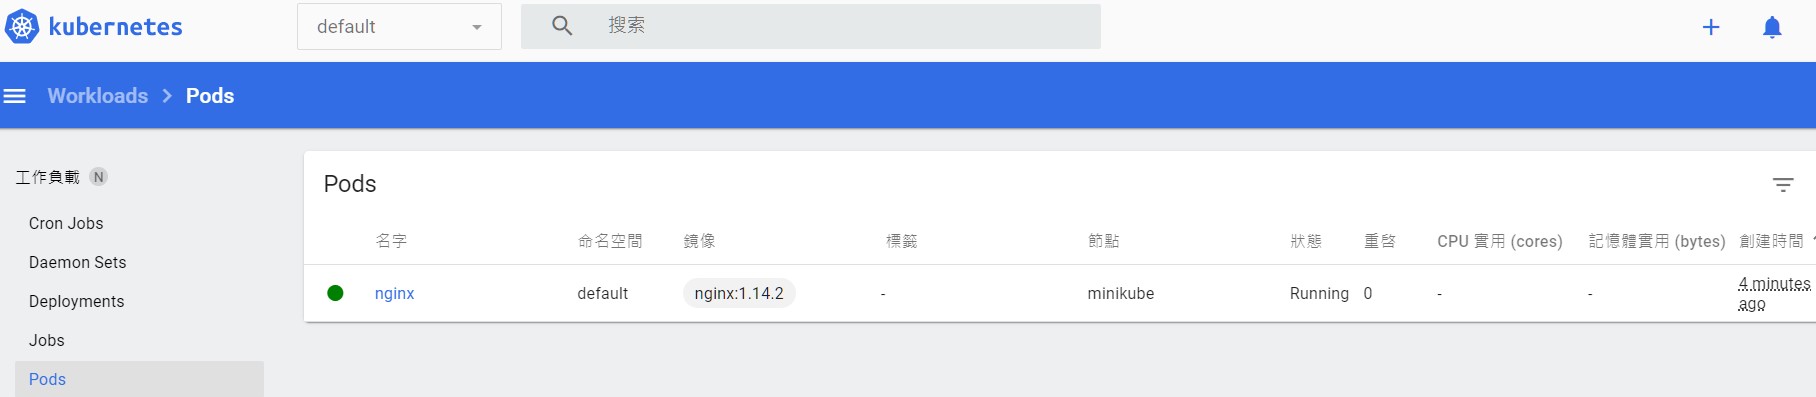 kubernetes
default
搜索
Workloads > Pods
工作負載 N
Cron Jobs
Daemon Sets
Deployments
Jobs
Pods
Pods
名字 命名空間 鏡像 標籤 節點 狀態 重啓 CPU 實用 (cores) 記憶體實用 (bytes) 創建時間
nginx default nginx:1.14.2 - minikube Running 0 - - 4 minutes
ago